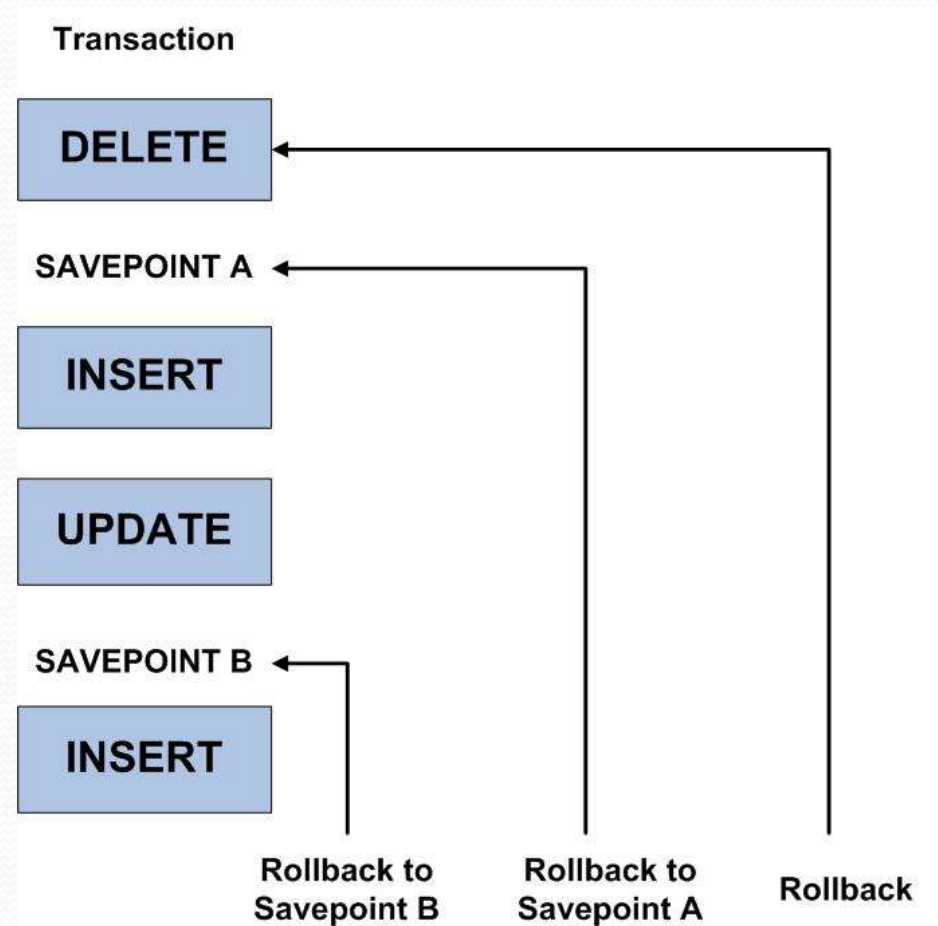 Transaction
DELETE
SAVEPOINT A
INSERT
UPDATE
SAVEPOINT B
INSERT
Rollback to
Savepoint B
Rollback to
Savepoint A
Rollback